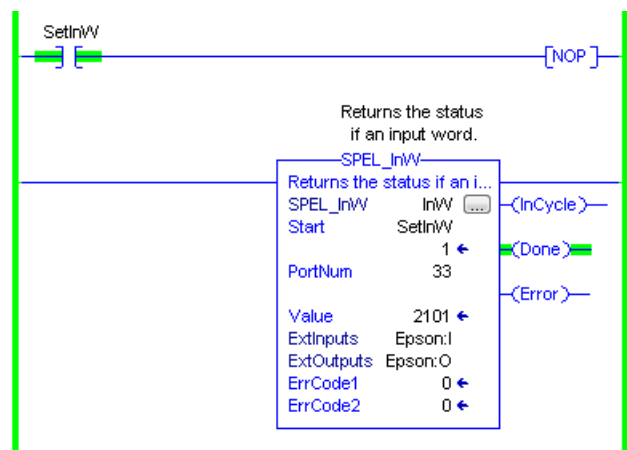 SetInW
NOP
Returns the status
if an input word.
SPEL_InW
Returns the status if an i...
SPEL_InW InW ...
(InCycle)
Start SetInW
1
(Done)
PortNum 33
(Error)
Value 2101
ExtInputs Epson:I
ExtOutputs Epson:O
ErrCode1 0
ErrCode2 0